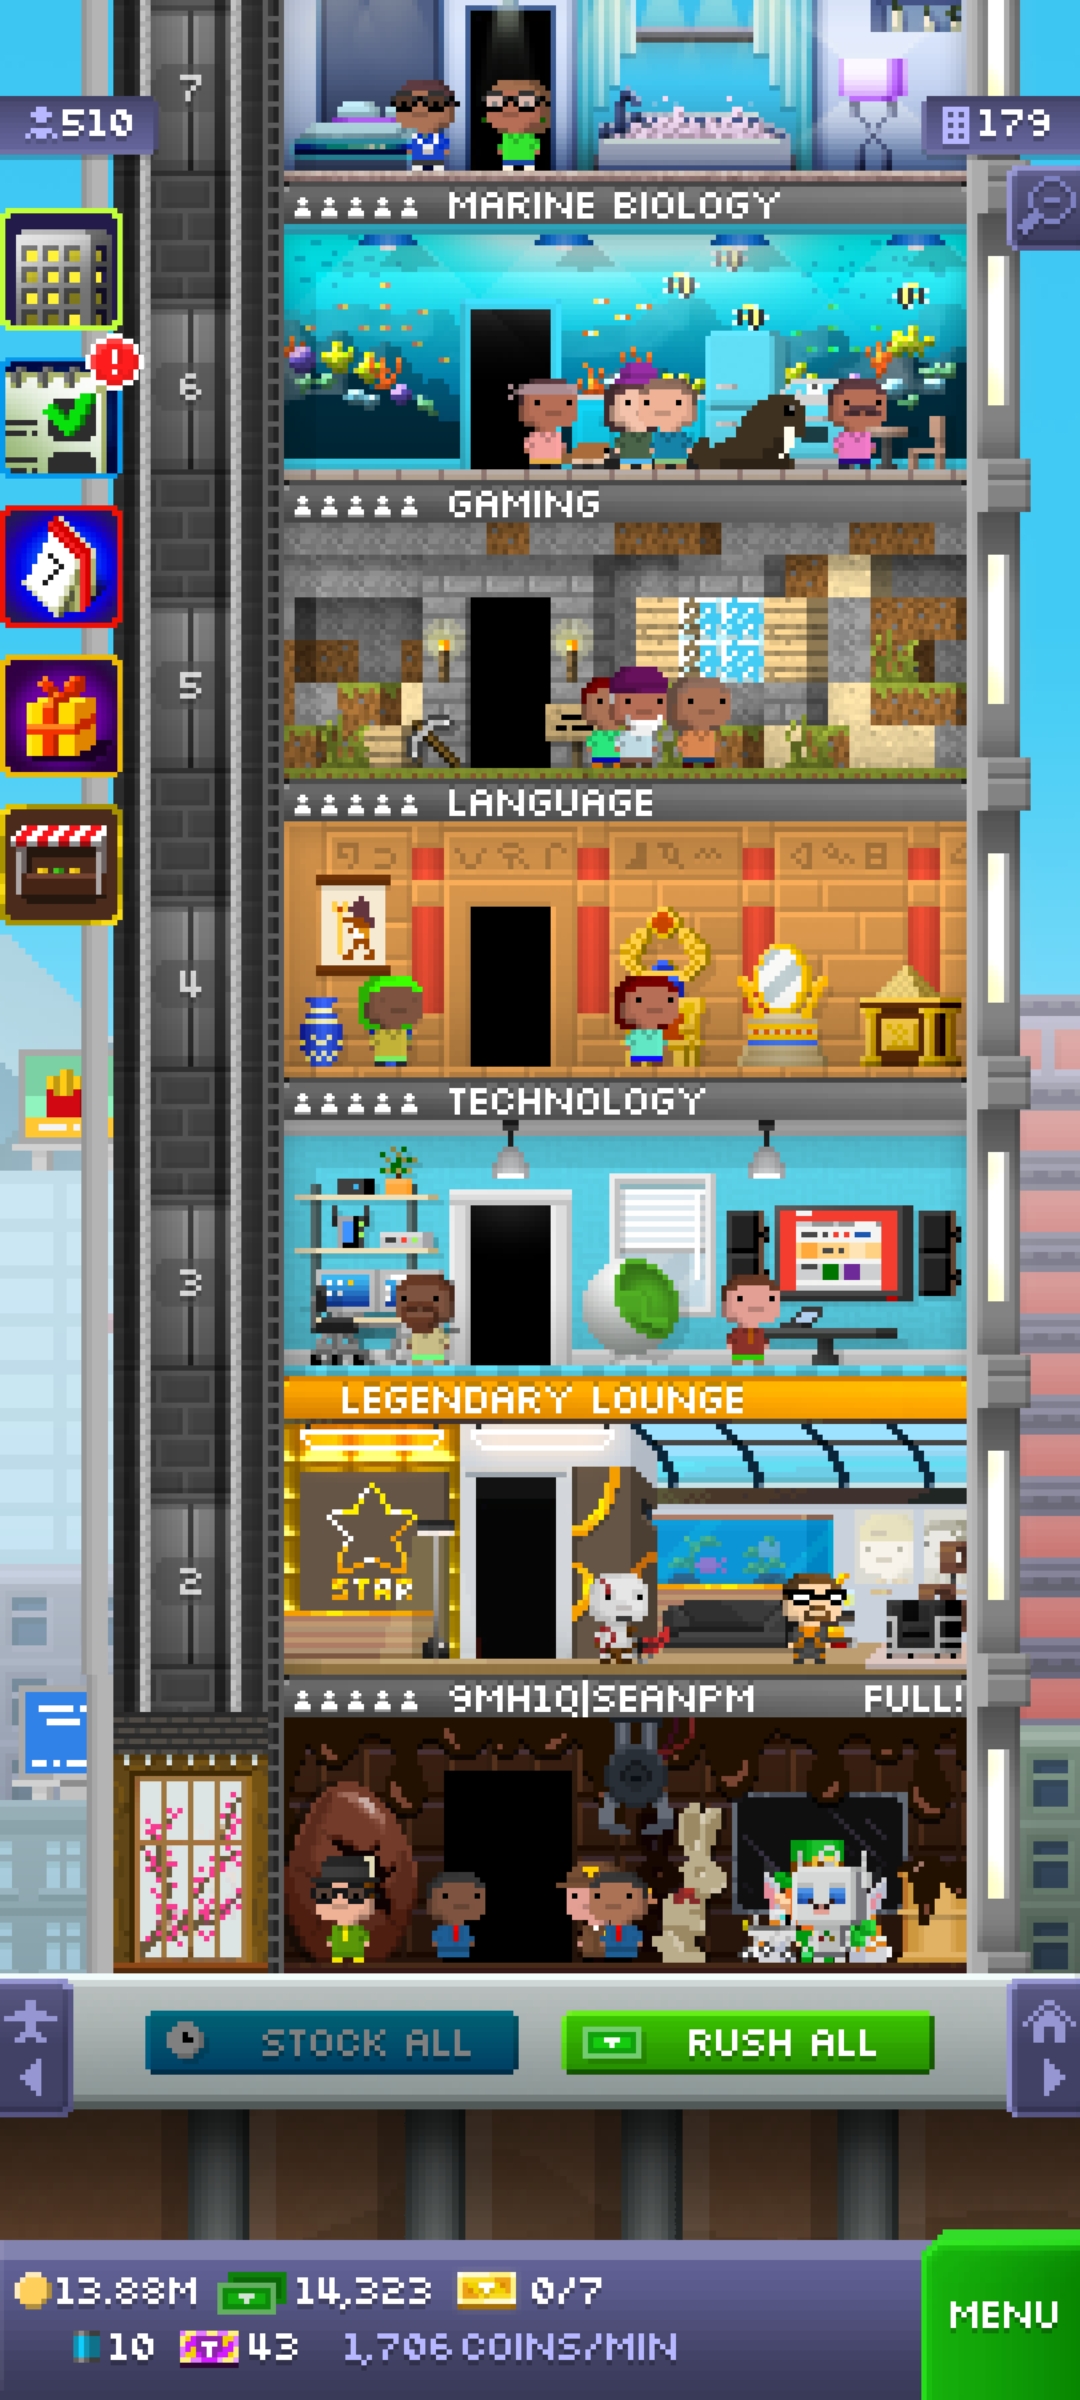 7
510
179
MARINE BIOLOGY
6
GAMING
7
5
LANGUAGE
4
TECHNOLOGY
3
LEGENDARY LOUNGE
STAR
2
9MH1Q|SEANPM FULL!
STOCK ALL
RUSH ALL
13.88M 14,323 0/7
MENU
10 43 1,706 COINS/MIN